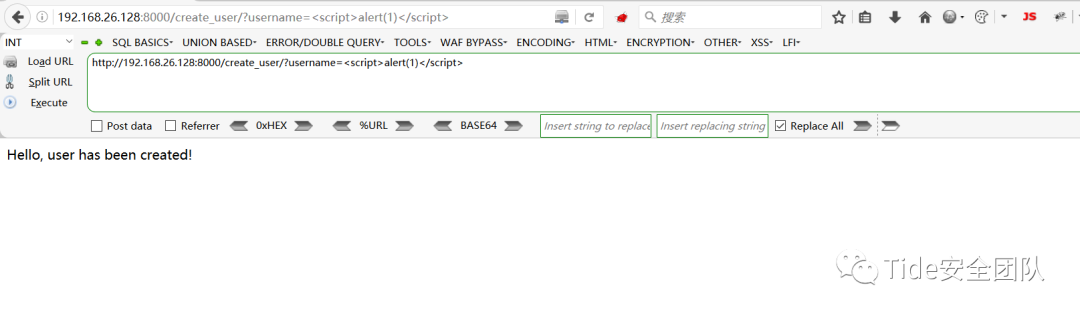 192.168.26.128:8000/create_user/?username=<script>alert(1)</script>
搜索
JS
INT
SQL BASICS UNION BASED ERROR/DOUBLE QUERY TOOLS WAF BYPASS ENCODING HTML ENCRYPTION OTHER XSS LFI
Load URL
Split URL
Execute
http://192.168.26.128:8000/create_user/?username=<script>alert(1)</script>
Post data Referrer 0xHEX %URL BASE64 Insert string to replace Insert replacing string Replace All
Hello, user has been created!
Tide安全团队